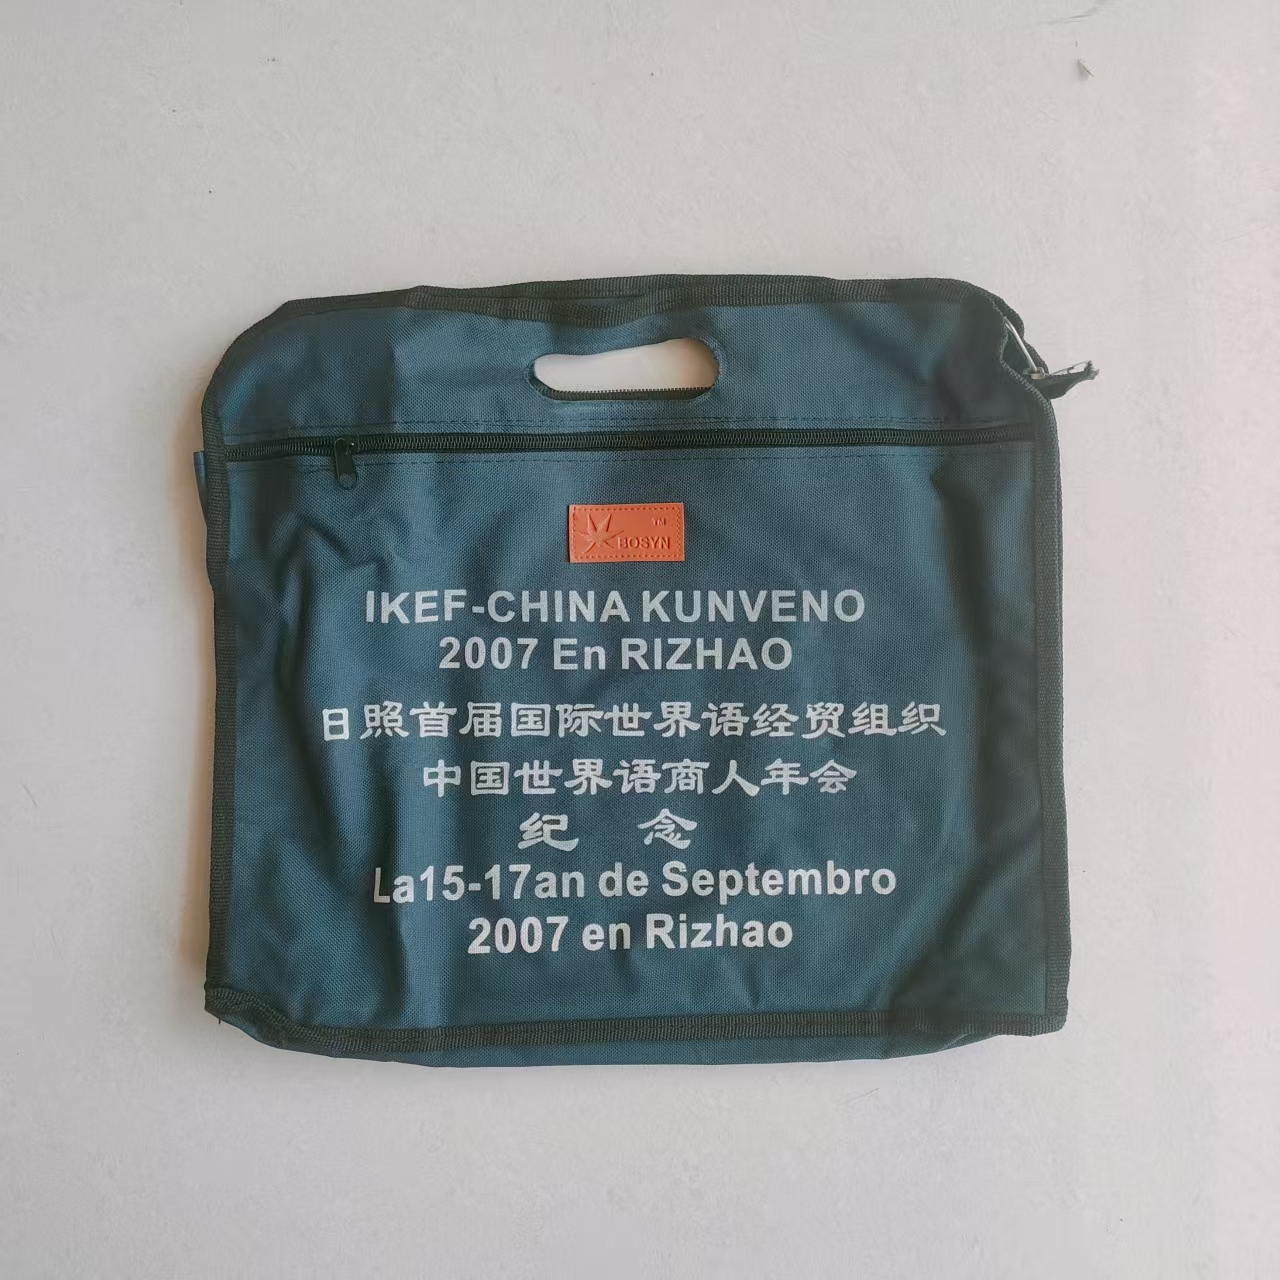 TM
BOSYN
IKEF-CHINA KUNVENO
2007 En RIZHAO
日照首届国际世界语经贸组织
中国世界语商人年会
纪 念
La15-17an de Septembro
2007 en Rizhao